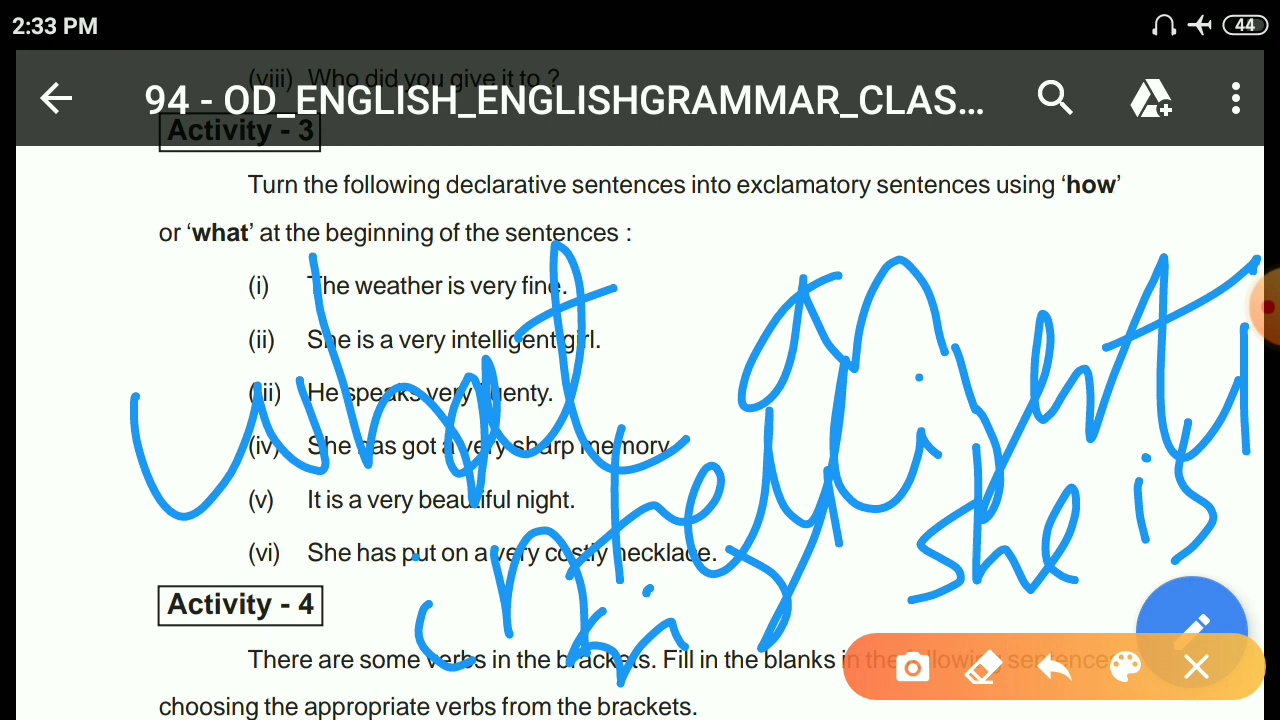 2:33 PM
44
(viii) Who did you give it to ?
94 - OD_ENGLISH_ENGLISHGRAMMAR_CLAS...
Activity - 3
Turn the following declarative sentences into exclamatory sentences using ‘how’
or ‘what’ at the beginning of the sentences :
(i) The weather is very fine.
(ii) She is a very intelligent girl.
(iii) He speaks very fluenty.
(iv) She has got a very sharp memory.
(v) It is a very beautiful night.
(vi) She has put on a very costly necklace.
what
intelligent
girl she is
Activity - 4
There are some verbs in the brackets. Fill in the blanks in the following sentences
choosing the appropriate verbs from the brackets.